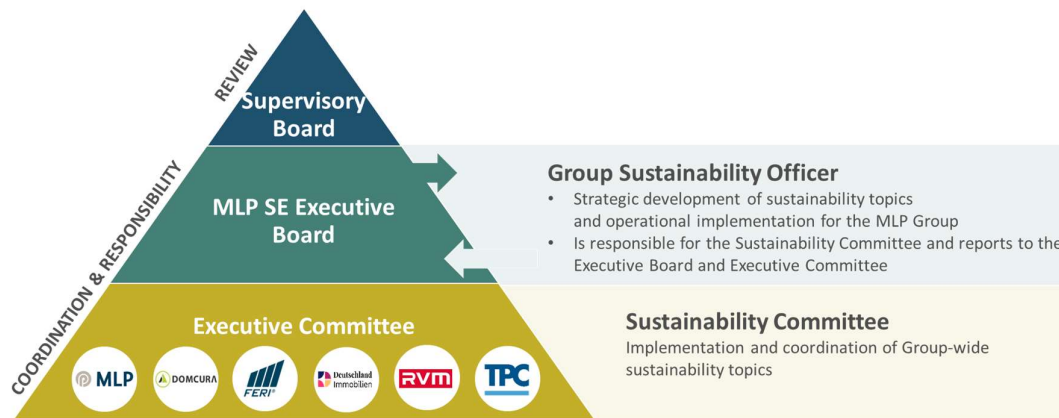 REVIEW
Supervisory
Board
COORDINATION & RESPONSIBILITY
MLP SE Executive
Board
Group Sustainability Officer
• Strategic development of sustainability topics
and operational implementation for the MLP Group
• Is responsible for the Sustainability Committee and reports to the
Executive Board and Executive Committee
Executive Committee
MLP
DOMCURA
FERI®
Deutschland
Immobilien
RVM
TPC
Sustainability Committee
Implementation and coordination of Group-wide
sustainability topics